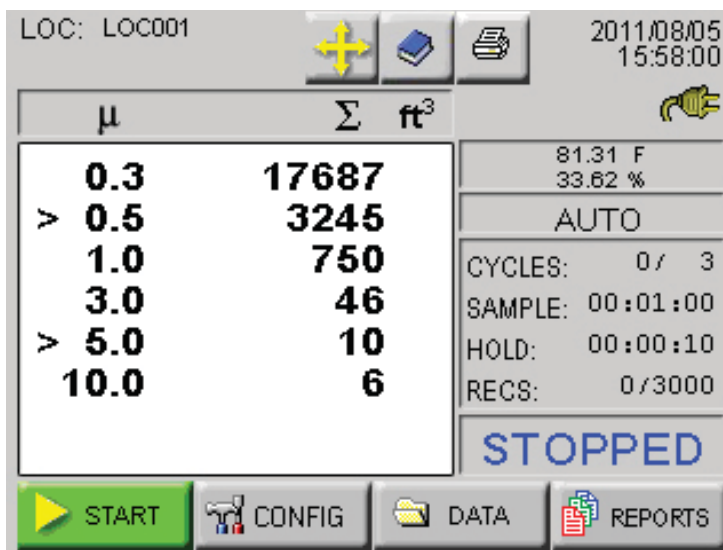 LOC: LOC001
2011/08/05
15:58:00
μ Σ ft³
0.3 17687
> 0.5 3245
1.0 750
3.0 46
> 5.0 10
10.0 6
81.31 F
33.62 %
AUTO
CYCLES: 0/ 3
SAMPLE: 00:01:00
HOLD: 00:00:10
RECS: 0/3000
STOPPED
START CONFIG DATA REPORTS